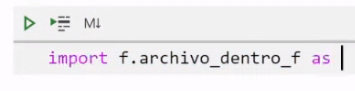 M↓
import f.archivo_dentro_f as